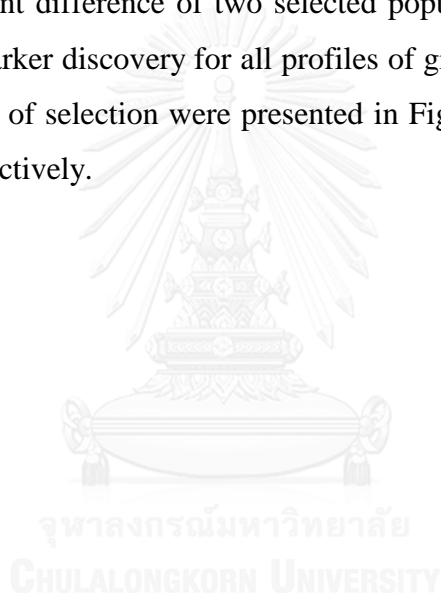 nt difference of two selected popu
arker discovery for all profiles of g
of selection were presented in Fig
ctively.
จุฬาลงกรณ์มหาวิทยาลัย
CHULALONGKORN UNIVERSITY